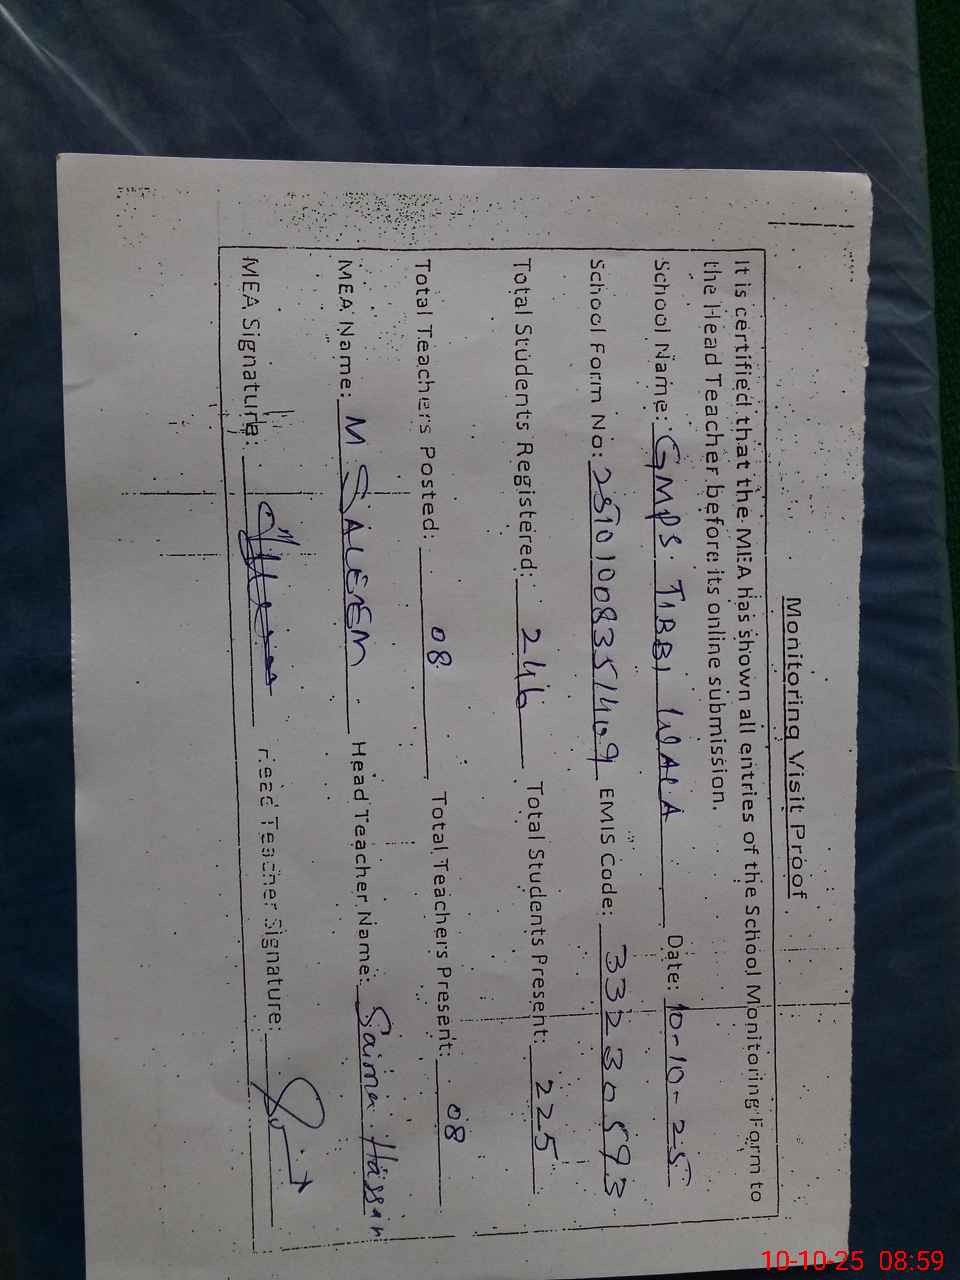 Monitoring Visit Proof
It is certified that the MEA has shown all entries of the School Monitoring Form to
the Head Teacher before its online submission.
School Name: GMPS TIBBI WALA Date: 10-10-25
School Form No: 251010083514109 EMIS Code: 33230593
Total Students Registered: 246 Total Students Present: 225
Total Teachers Posted: 08 Total Teachers Present: 08
MEA Name: M SALEEM Head Teacher Name: Saima Hassan
MEA Signature: Head Teacher Signature:
10-10-25 08:59